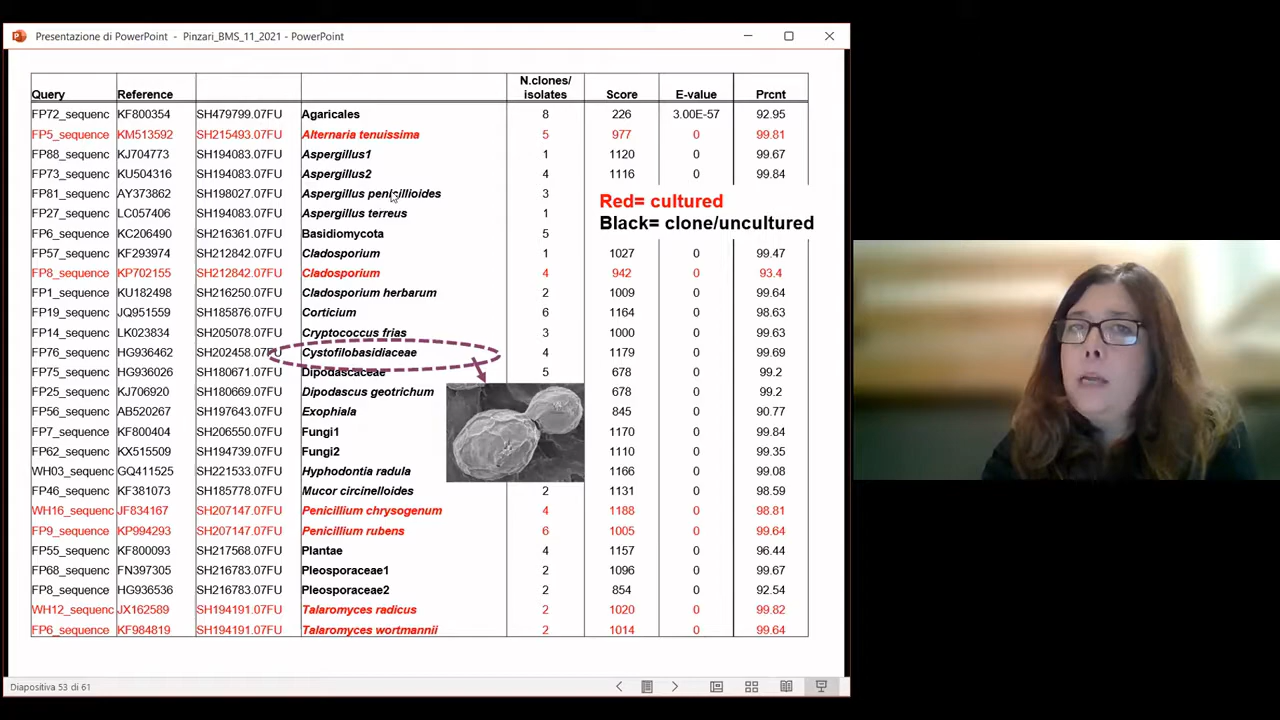 Presentazione di PowerPoint - Pinzari_BMS_11_2021 - PowerPoint
Query Reference N.clones/ isolates Score E-value Prcnt
FP72_sequenc KF800354 SH479799.07FU Agaricales 8 226 3.00E-57 92.95
FP5_sequence KM513592 SH215493.07FU Alternaria tenuissima 5 977 0 99.81
FP88_sequenc KJ704773 SH194083.07FU Aspergillus1 1 1120 0 99.67
FP73_sequenc KU504316 SH194083.07FU Aspergillus2 4 1116 0 99.84
FP81_sequenc AY373862 SH198027.07FU Aspergillus penicillioides 3
Red= cultured
FP27_sequenc LC057406 SH194083.07FU Aspergillus terreus 1
Black= clone/uncultured
FP6_sequence KC206490 SH216361.07FU Basidiomycota 5
FP57_sequenc KF293974 SH212842.07FU Cladosporium 1 1027 0 99.47
FP8_sequence KP702155 SH212842.07FU Cladosporium 4 942 0 93.4
FP1_sequence KU182498 SH216250.07FU Cladosporium herbarum 2 1009 0 99.64
FP19_sequenc JQ951559 SH185876.07FU Corticium 6 1164 0 98.63
FP14_sequenc LK023834 SH205078.07FU Cryptococcus frias 3 1000 0 99.63
FP76_sequenc HG936462 SH202458.07FU Cystofilobasidiaceae 4 1179 0 99.69
FP75_sequenc HG936026 SH180671.07FU Dipodascaceae 5 678 0 99.2
FP25_sequenc KJ706920 SH180669.07FU Dipodascus geotrichum 678 0 99.2
FP56_sequenc AB520267 SH197643.07FU Exophiala 845 0 90.77
FP7_sequence KF800404 SH206550.07FU Fungi1 1170 0 99.84
FP62_sequenc KX515509 SH194739.07FU Fungi2 1110 0 99.35
WH03_sequenc GQ411525 SH221533.07FU Hyphodontia radula 1166 0 99.08
FP46_sequenc KF381073 SH185778.07FU Mucor circinelloides 2 1131 0 98.59
WH16_sequenc JF834167 SH207147.07FU Penicillium chrysogenum 4 1188 0 98.81
FP9_sequence KP994293 SH207147.07FU Penicillium rubens 6 1005 0 99.64
FP55_sequenc KF800093 SH217568.07FU Plantae 4 1157 0 96.44
FP68_sequenc FN397305 SH216783.07FU Pleosporaceae1 2 1096 0 99.67
FP8_sequence HG936536 SH216783.07FU Pleosporaceae2 2 854 0 92.54
WH12_sequenc JX162589 SH194191.07FU Talaromyces radicus 2 1020 0 99.82
FP6_sequence KF984819 SH194191.07FU Talaromyces wortmannii 2 1014 0 99.64
Diapositiva 53 di 61